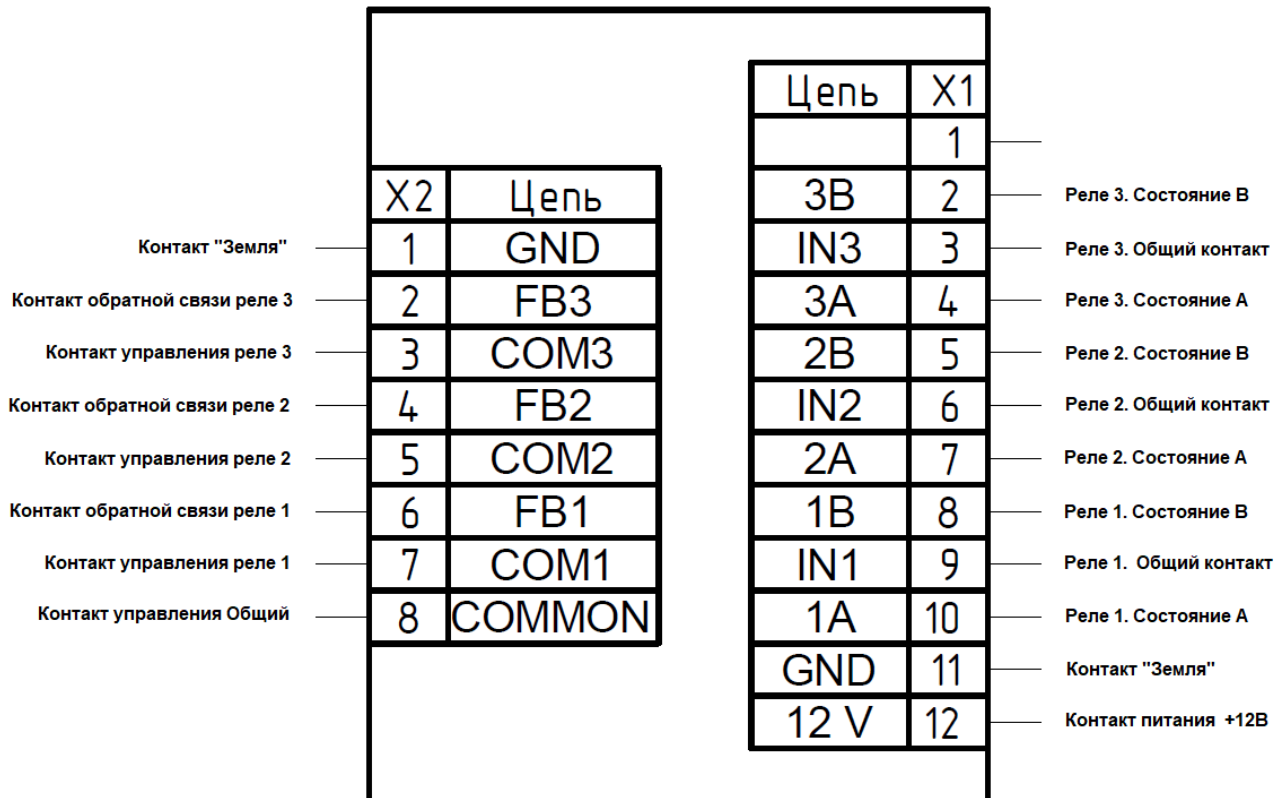 Цепь X1
1
3B 2 Реле 3. Состояние В
IN3 3 Реле 3. Общий контакт
3A 4 Реле 3. Состояние А
2B 5 Реле 2. Состояние В
IN2 6 Реле 2. Общий контакт
2A 7 Реле 2. Состояние А
1B 8 Реле 1. Состояние В
IN1 9 Реле 1. Общий контакт
1A 10 Реле 1. Состояние А
GND 11 Контакт "Земля"
12 V 12 Контакт питания +12В
X2 Цепь
Контакт "Земля" 1 GND
Контакт обратной связи реле 3 2 FB3
Контакт управления реле 3 3 COM3
Контакт обратной связи реле 2 4 FB2
Контакт управления реле 2 5 COM2
Контакт обратной связи реле 1 6 FB1
Контакт управления реле 1 7 COM1
Контакт управления Общий 8 COMMON